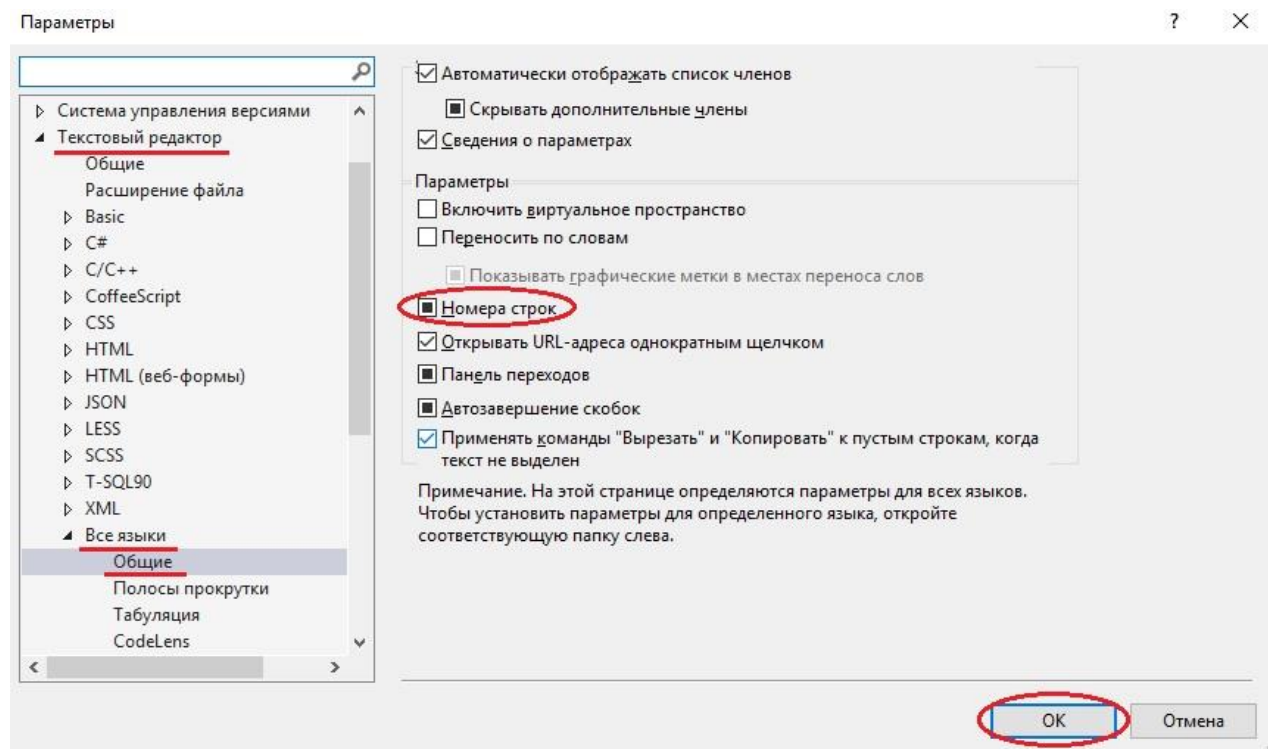 Параметры
?
Система управления версиями
Текстовый редактор
Общие
Расширение файла
Basic
C#
C/C++
CoffeeScript
CSS
HTML
HTML (веб-формы)
JSON
LESS
SCSS
T-SQL90
XML
Все языки
Общие
Полосы прокрутки
Табуляция
CodeLens
Автоматически отображать список членов
Скрывать дополнительные члены
Сведения о параметрах
Параметры
Включить виртуальное пространство
Переносить по словам
Показывать графические метки в местах переноса слов
Номера строк
Открывать URL-адреса однократным щелчком
Панель переходов
Автозавершение скобок
Применять команды "Вырезать" и "Копировать" к пустым строкам, когда
текст не выделен
Примечание. На этой странице определяются параметры для всех языков.
Чтобы установить параметры для определенного языка, откройте
соответствующую папку слева.
ОК
Отмена